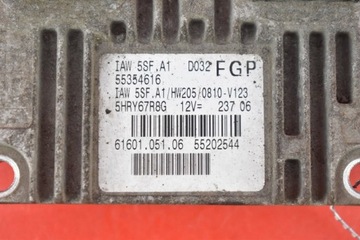 IAW 5SF.A1 D032 FGP
55354616
IAW 5SF.A1/HW205/0810-V123
5HRY67R8G 12V= 237 06
61601.051.06 55202544